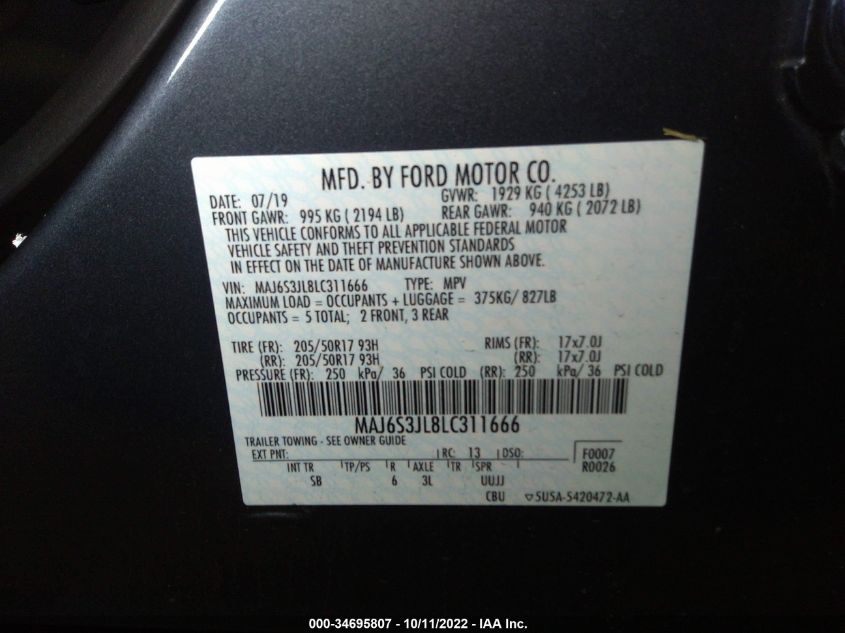 MFD. BY FORD MOTOR CO.
DATE: 07/19 GVWR: 1929 KG ( 4253 LB)
FRONT GAWR: 995 KG ( 2194 LB) REAR GAWR: 940 KG ( 2072 LB)
THIS VEHICLE CONFORMS TO ALL APPLICABLE FEDERAL MOTOR
VEHICLE SAFETY AND THEFT PREVENTION STANDARDS
IN EFFECT ON THE DATE OF MANUFACTURE SHOWN ABOVE.
VIN: MAJ6S3JL8LC311666 TYPE: MPV
MAXIMUM LOAD = OCCUPANTS + LUGGAGE = 375KG/ 827LB
OCCUPANTS = 5 TOTAL; 2 FRONT, 3 REAR
TIRE (FR): 205/50R17 93H RIMS (FR): 17x7.0J
(RR): 205/50R17 93H (RR): 17x7.0J
PRESSURE (FR): 250 kPa/ 36 PSI COLD (RR): 250 kPa/ 36 PSI COLD
MAJ6S3JL8LC311666
TRAILER TOWING - SEE OWNER GUIDE
EXT PNT: RC: 13 DSO: F0007
R0026
INT TR TP/PS R AXLE TR SPR
SB 6 3L UUJJ
CBU 5U5A-5420472-AA
000-34695807 - 10/11/2022 - IAA Inc.